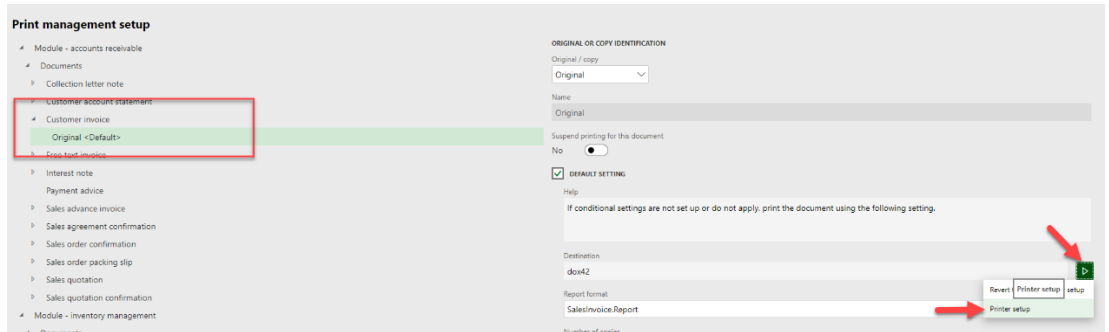 Print management setup
Module - accounts receivable
Documents
Collection letter note
Customer account statement
Customer invoice
Original <Default>
Free text invoice
Interest note
Payment advice
Sales advance invoice
Sales agreement confirmation
Sales order confirmation
Sales order packing slip
Sales quotation
Sales quotation confirmation
Module - inventory management
Documents
ORIGINAL OR COPY IDENTIFICATION
Original / copy
Original
Name
Original
Suspend printing for this document
No
DEFAULT SETTING
Help
If conditional settings are not set up or do not apply, print the document using the following setting.
Destination
dox42
Revert Printer setup setup
Printer setup
Report format
SalesInvoice.Report
Number of copies